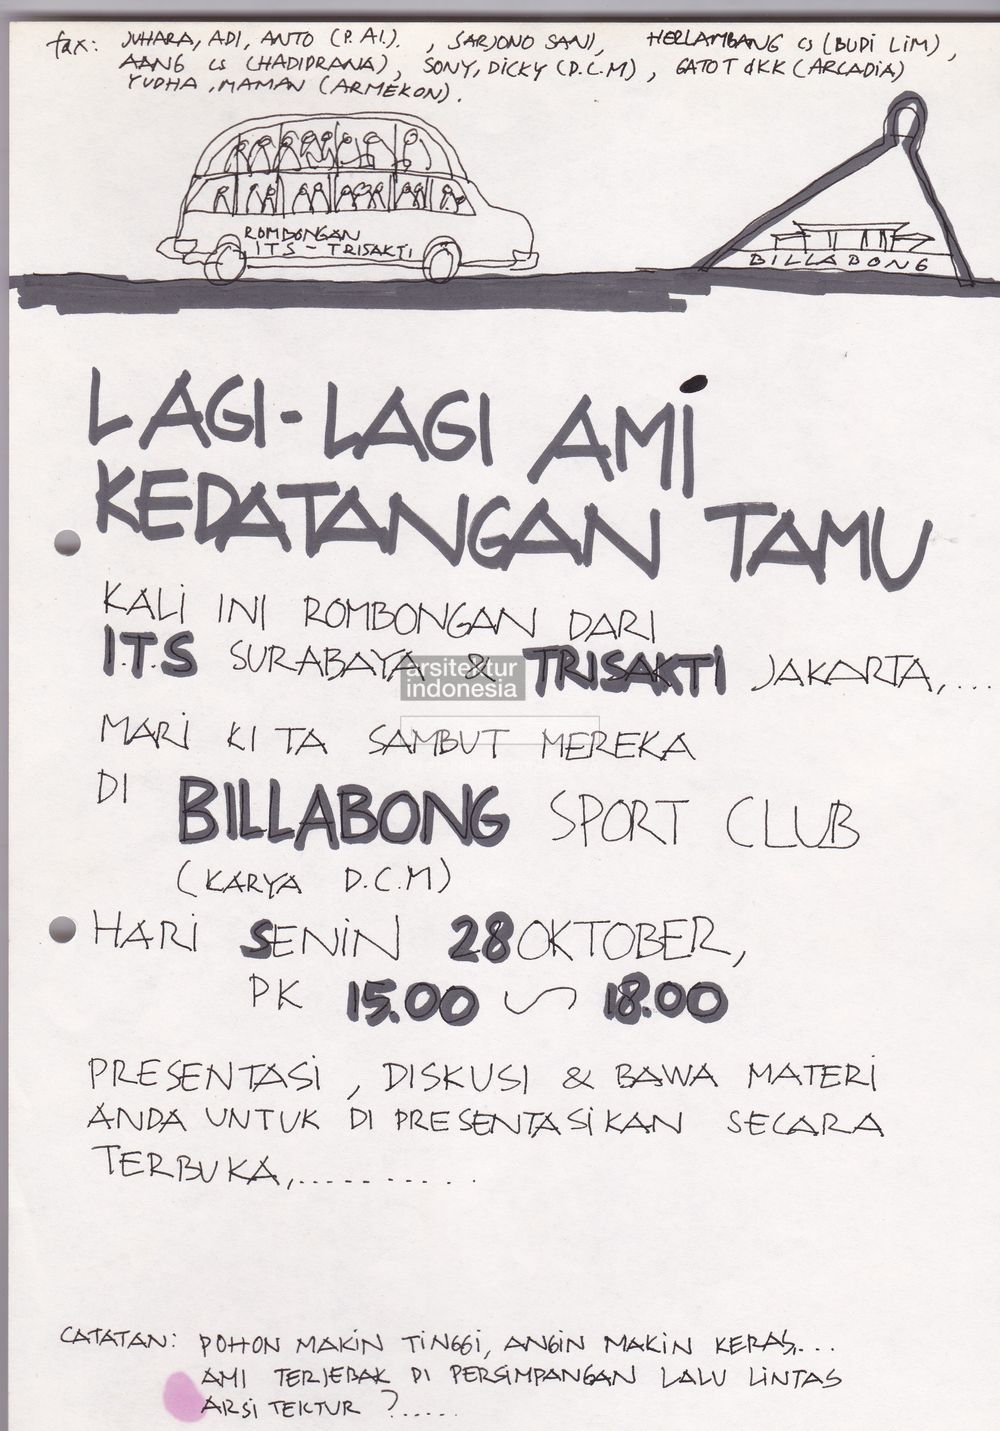 fax: JUHARA, ADI, ANTO (P. AI.). , SARJONO SANI, HERLAMBANG cs (BUDI LIM),
AANG cs (HADIPRANA), SONY, DICKY (D.C.M), GATOT dKK (ARCADIA)
YUDHA, MAMAN (ARMEKON).
ROMBONGAN
ITS - TRISAKTI
BILLABONG
LAGI-LAGI AMI
KEDATANGAN TAMU
KALI INI ROMBONGAN DARI
I.T.S SURABAYA & TRISAKTI JAKARTA,...
arsitektur
indonesia
MARI KITA SAMBUT MEREKA
DI BILLABONG SPORT CLUB
(KARYA D.C.M)
HARI SENIN 28 OKTOBER,
PK 15.00 ~ 18.00
PRESENTASI, DISKUSI & BAWA MATERI
ANDA UNTUK DI PRESENTASIKAN SECARA
TERBUKA,..........
CATATAN: POHON MAKIN TINGGI, ANGIN MAKIN KERAS,...
AMI TERJEBAK DI PERSIMPANGAN LALU LINTAS
ARSITEKTUR ?.....